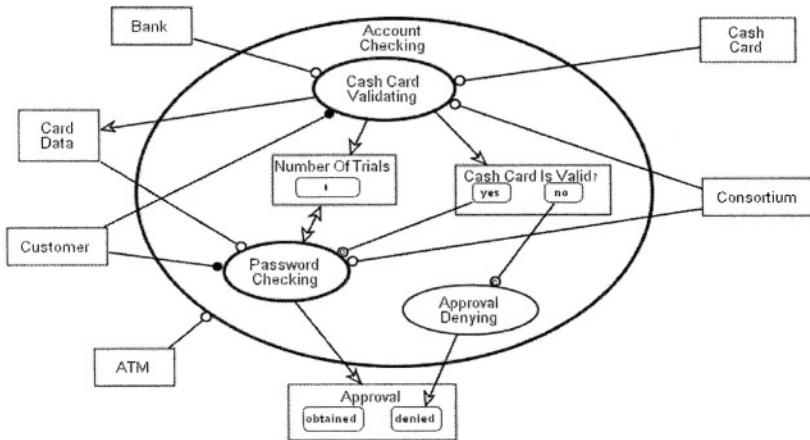 Bank
Account
Checking
Cash
Card
Cash Card
Validating
Card
Data
Number Of Trials
Cash Card Is Valid?
yes
no
Consortium
Customer
Password
Checking
Approval
Denying
ATM
Approval
obtained
denied